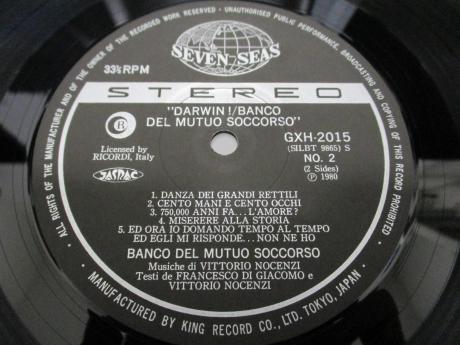 ALL RIGHTS OF THE MANUFACTURER AND OF THE OWNER OF THE RECORDED WORK RESERVED • UNAUTHORISED PUBLIC PERFORMANCE, BROADCASTING AND COPYING OF THIS RECORD PROHIBITED
SEVEN SEAS
33⅓ RPM
STEREO
"DARWIN!/BANCO
DEL MUTUO SOCCORSO"
R
Licensed by
RICORDI, Italy
JASRAC
GXH-2015
(SILBT 9865) S
NO. 2
(2 Sides)
Ⓟ 1980
1. DANZA DEI GRANDI RETTILI
2. CENTO MANI E CENTO OCCHI
3. 750,000 ANNI FA...L'AMORE?
4. MISERERE ALLA STORIA
5. ED ORA IO DOMANDO TEMPO AL TEMPO
ED EGLI MI RISPONDE...NON NE HO
BANCO DEL MUTUO SOCCORSO
Musiche di VITTORIO NOCENZI
Testi de FRANCESCO DI GIACOMO e
VITTORIO NOCENZI
MANUFACTURED BY KING RECORD CO., LTD. TOKYO, JAPAN